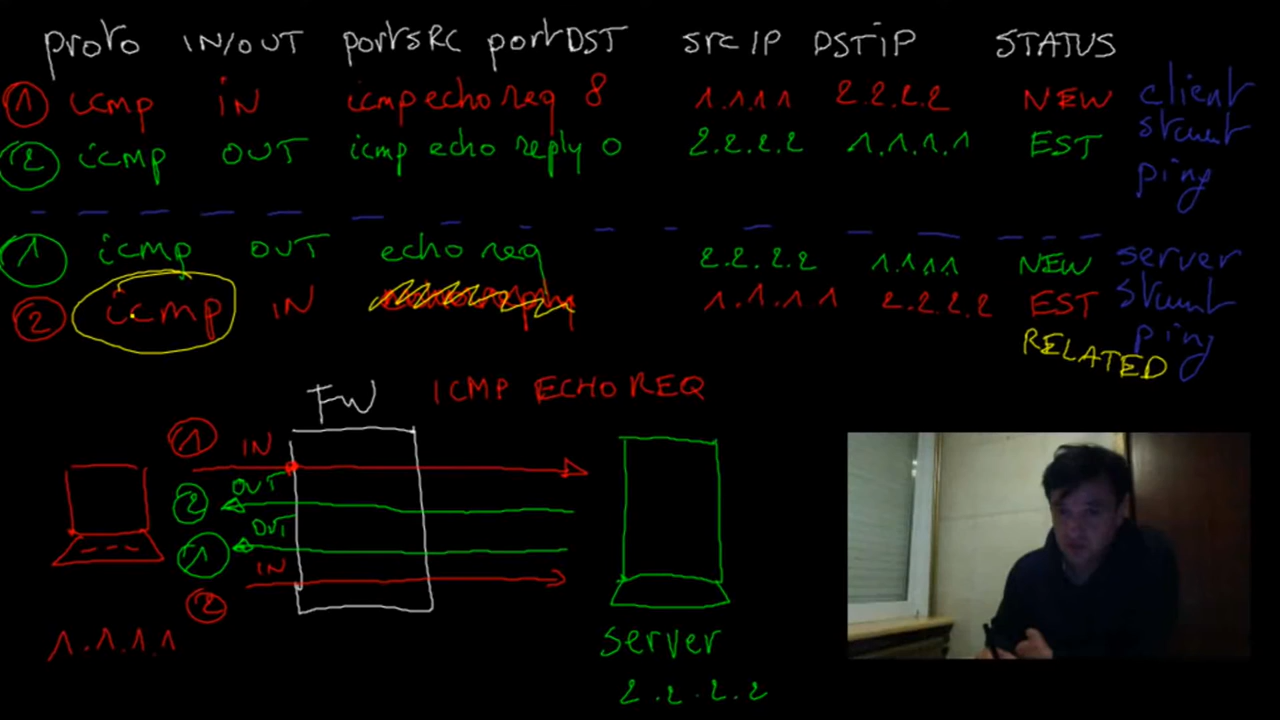 proto IN/OUT portSRC portDST srcIP DSTiP STATUS
1 icmp iN icmp echo req 8 1.1.1.1 2.2.2.2 NEW client
2 icmp OUT icmp echo reply 0 2.2.2.2 1.1.1.1 EST
ping
1 icmp OUT echo req 2.2.2.2 1.1.1.1 NEW server
2 icmp IN 1.1.1.1 2.2.2.2 EST
ping
RELATED
FW ICMP ECHO REQ
1 IN
2 OUT
1 OUT
IN
2
server
1.1.1.1
2.2.2.2